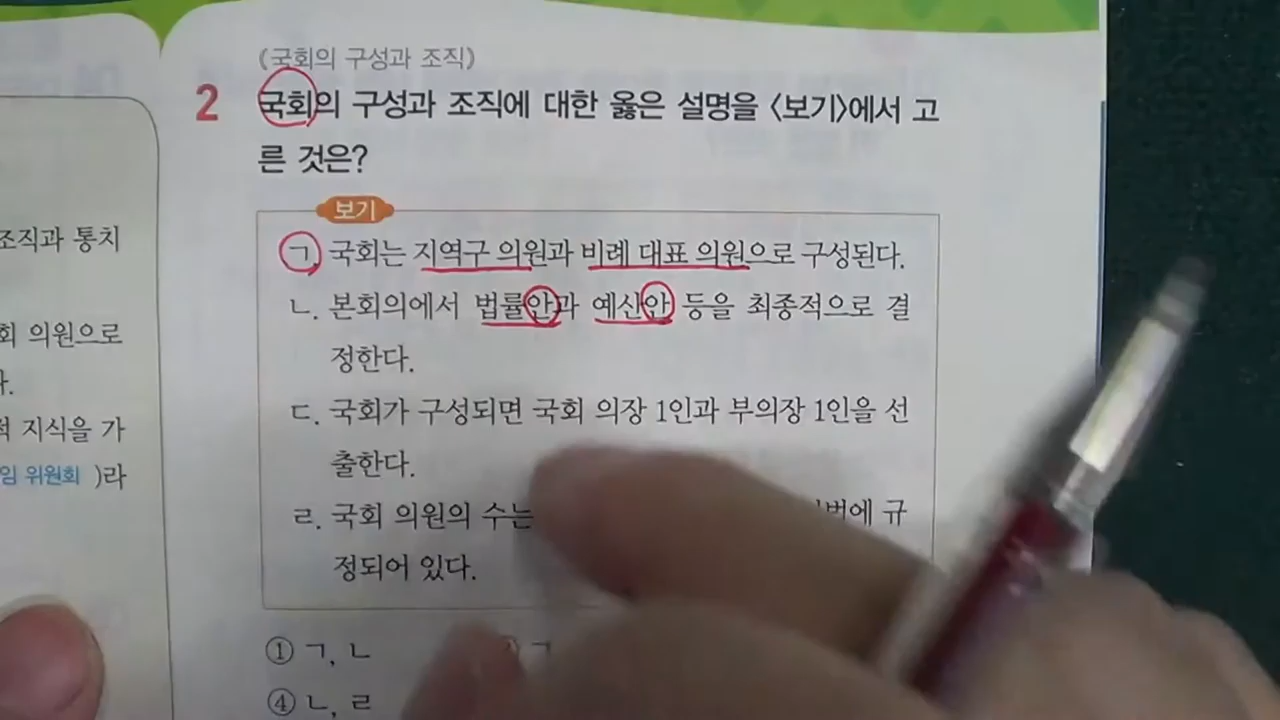 《국회의 구성과 조직》
2 국회의 구성과 조직에 대한 옳은 설명을 <보기>에서 고
른 것은?
보기
ㄱ. 국회는 지역구 의원과 비례 대표 의원으로 구성된다.
ㄴ. 본회의에서 법률안과 예산안 등을 최종적으로 결
정한다.
ㄷ. 국회가 구성되면 국회 의장 1인과 부의장 1인을 선
출한다.
ㄹ. 국회 의원의 수는 에 규
정되어 있다.
① ㄱ, ㄴ
④ ㄴ, ㄹ
조직과 통치
의원으로
지식을 가
위원회 )라